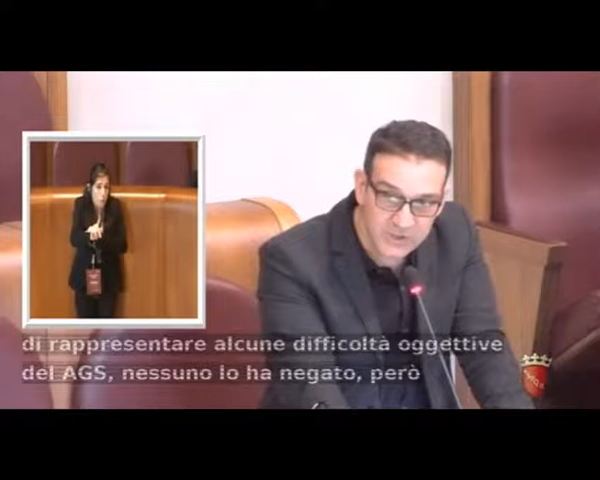 di rappresentare alcune difficoltà oggettive
del AGS, nessuno lo ha negato, però